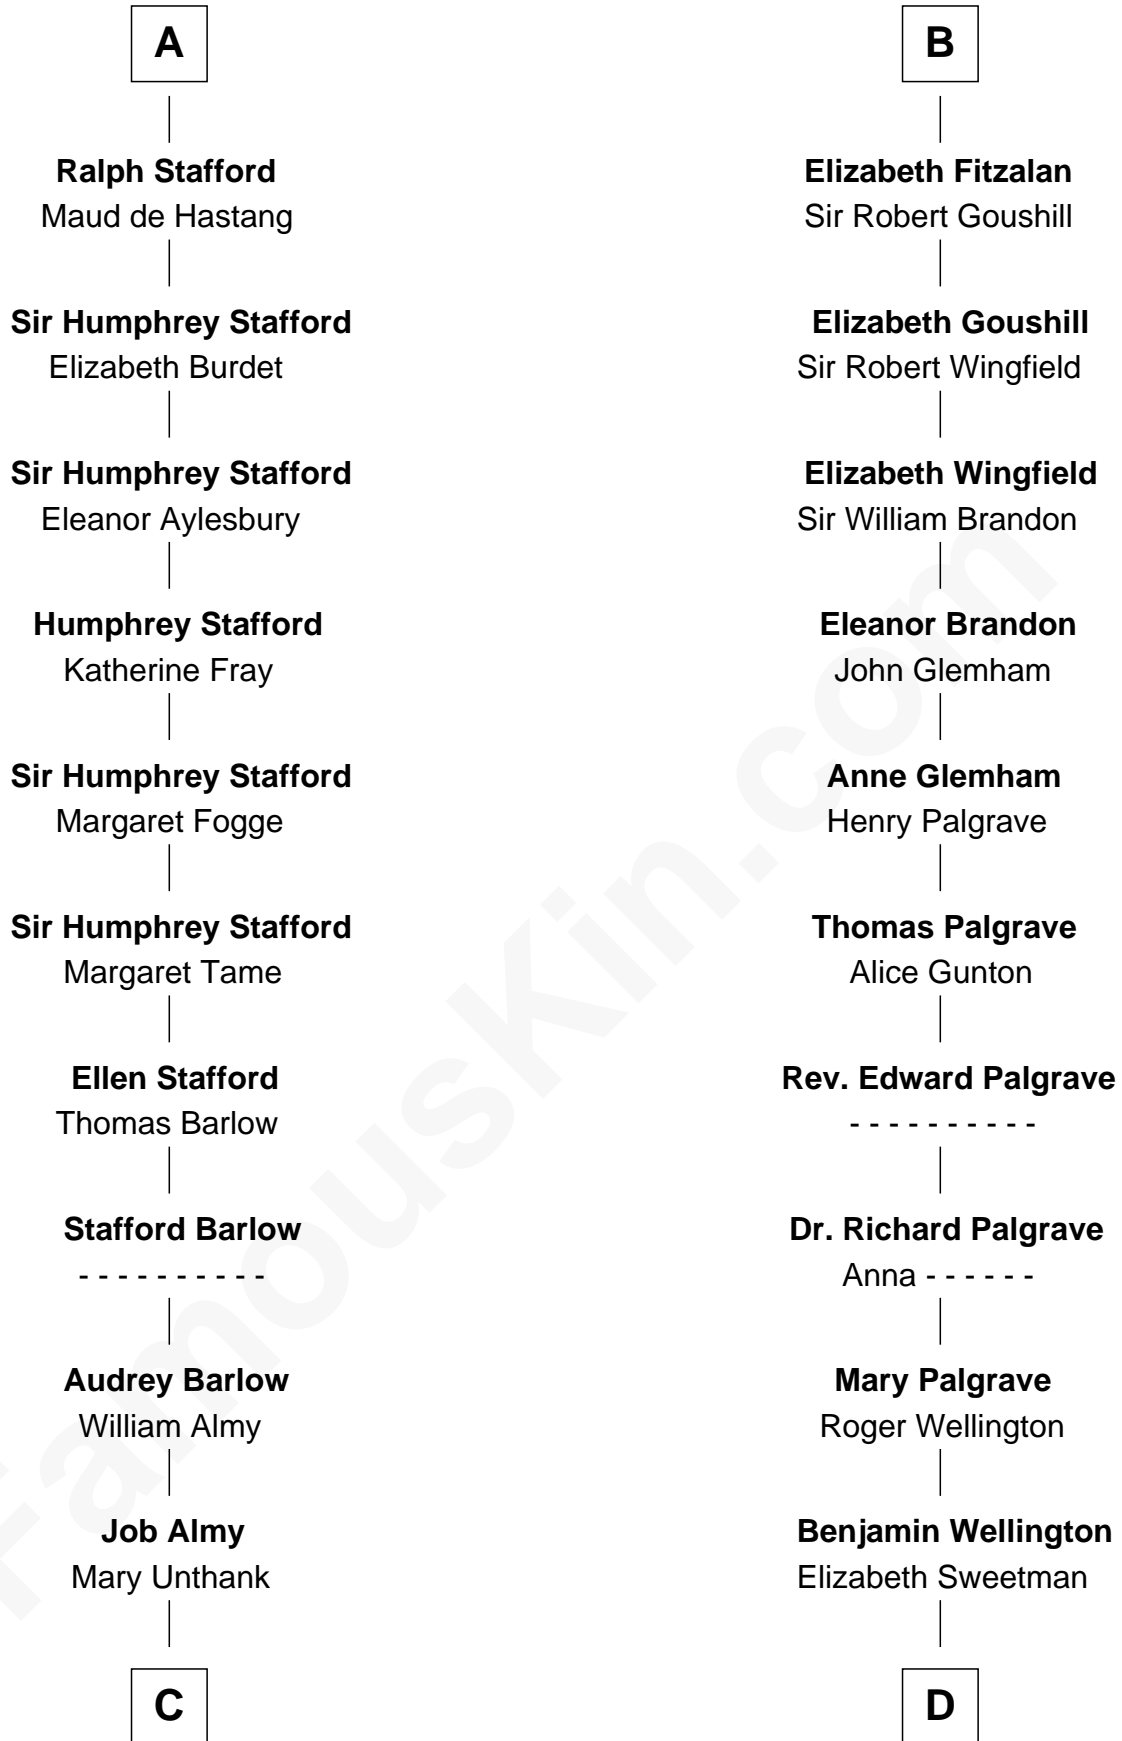 A
Ralph Stafford
Maud de Hastang
Sir Humphrey Stafford
Elizabeth Burdet
Sir Humphrey Stafford
Eleanor Aylesbury
Humphrey Stafford
Katherine Fray
Sir Humphrey Stafford
Margaret Fogge
Sir Humphrey Stafford
Margaret Tame
Ellen Stafford
Thomas Barlow
Stafford Barlow
- - - - - - - - - -
Audrey Barlow
William Almy
Job Almy
Mary Unthank
C
B
Elizabeth Fitzalan
Sir Robert Goushill
Elizabeth Goushill
Sir Robert Wingfield
Elizabeth Wingfield
Sir William Brandon
Eleanor Brandon
John Glemham
Anne Glemham
Henry Palgrave
Thomas Palgrave
Alice Gunton
Rev. Edward Palgrave
- - - - - - - - - -
Dr. Richard Palgrave
Anna - - - - - -
Mary Palgrave
Roger Wellington
Benjamin Wellington
Elizabeth Sweetman
D
FamousKin.com